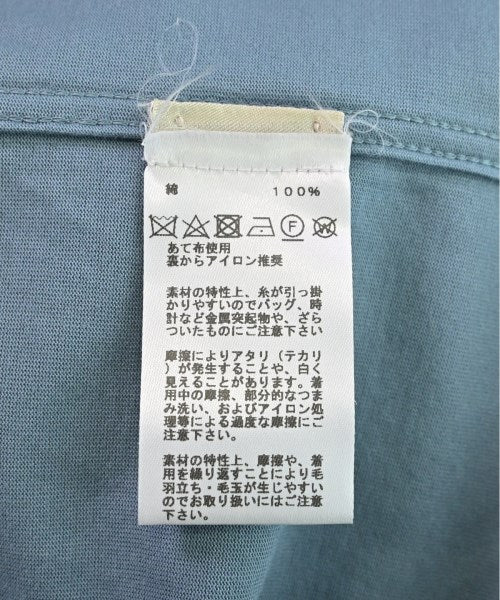 綿 100%
あて布使用
裏からアイロン推奨
素材の特性上、糸が引っ掛
かりやすいのでバッグ、時
計など金属突起物や、ざら
ついたものにご注意下さい
摩擦によりアタリ(テカリ
)が発生することや、白く
見えることがあります。着
用中の摩擦、部分的なつま
み洗い、およびアイロン処
理等による過度な摩擦にご
注意下さい。
素材の特性上、摩擦や、着
用を繰り返すことにより毛
羽立ち・毛玉が生じやすい
のでお取り扱いにはご注意
下さい。